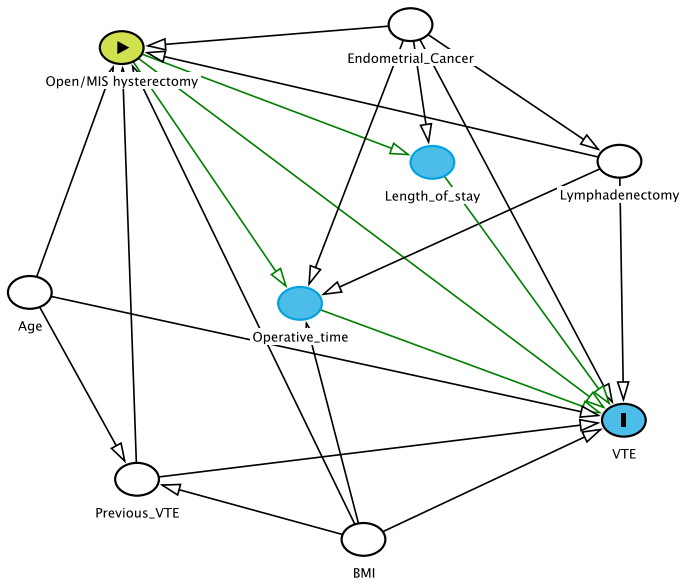 Endometrial_Cancer
Open/MIS hysterectomy
Length_of_stay
Lymphadenectomy
Age
Operative_time
VTE
Previous_VTE
BMI